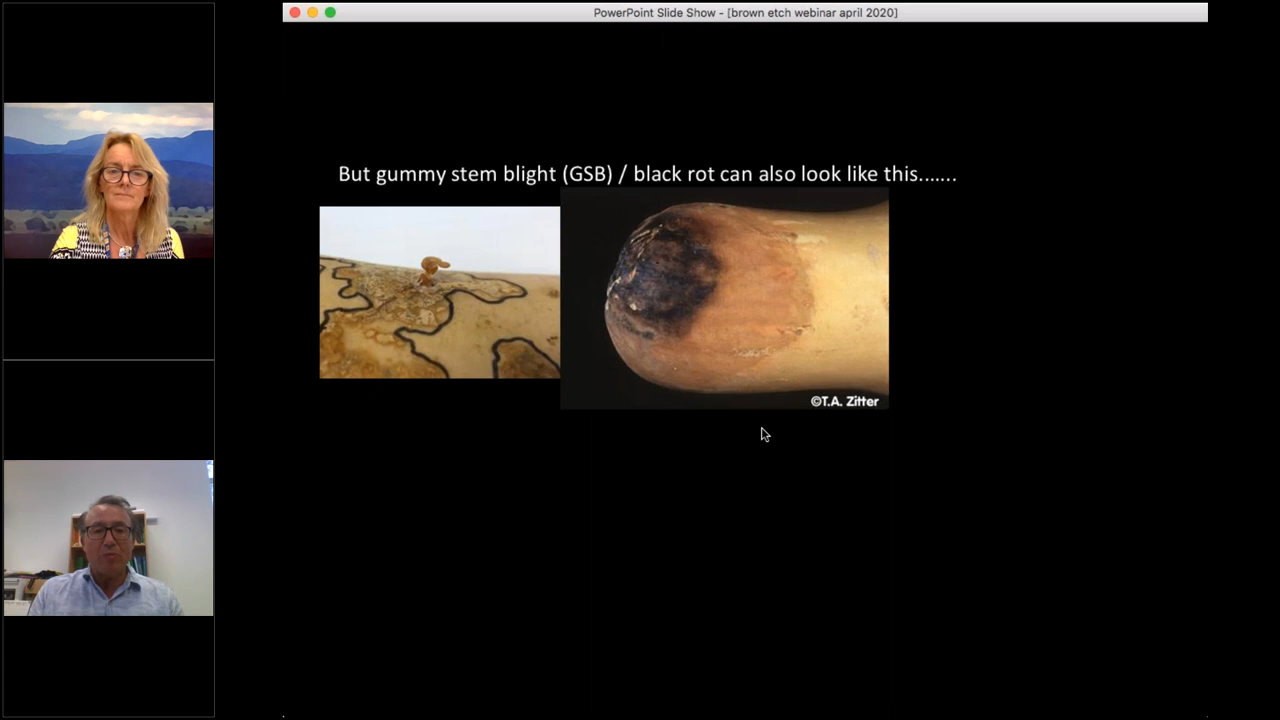 PowerPoint Slide Show - [brown etch webinar april 2020]
But gummy stem blight (GSB) / black rot can also look like this.......
©T.A. Zitter